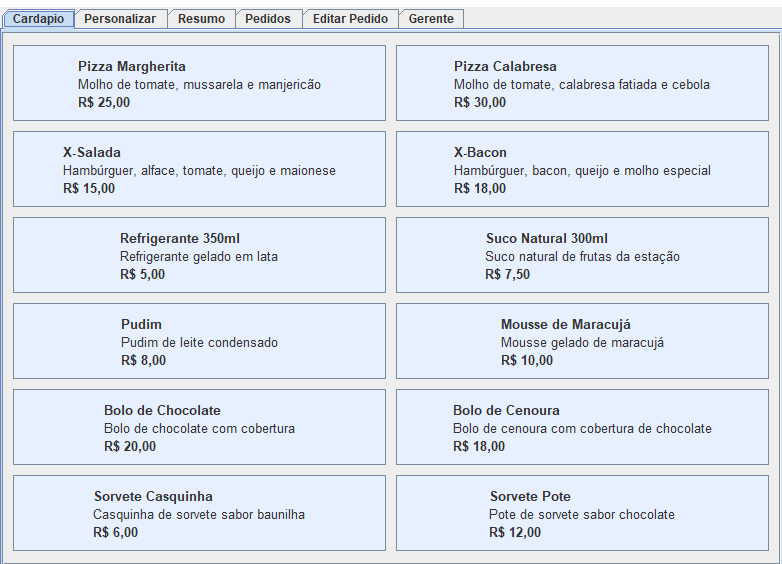 Cardapio Personalizar Resumo Pedidos Editar Pedido Gerente
Pizza Margherita
Molho de tomate, mussarela e manjericão
R$ 25,00
Pizza Calabresa
Molho de tomate, calabresa fatiada e cebola
R$ 30,00
X-Salada
Hambúrguer, alface, tomate, queijo e maionese
R$ 15,00
X-Bacon
Hambúrguer, bacon, queijo e molho especial
R$ 18,00
Refrigerante 350ml
Refrigerante gelado em lata
R$ 5,00
Suco Natural 300ml
Suco natural de frutas da estação
R$ 7,50
Pudim
Pudim de leite condensado
R$ 8,00
Mousse de Maracujá
Mousse gelado de maracujá
R$ 10,00
Bolo de Chocolate
Bolo de chocolate com cobertura
R$ 20,00
Bolo de Cenoura
Bolo de cenoura com cobertura de chocolate
R$ 18,00
Sorvete Casquinha
Casquinha de sorvete sabor baunilha
R$ 6,00
Sorvete Pote
Pote de sorvete sabor chocolate
R$ 12,00